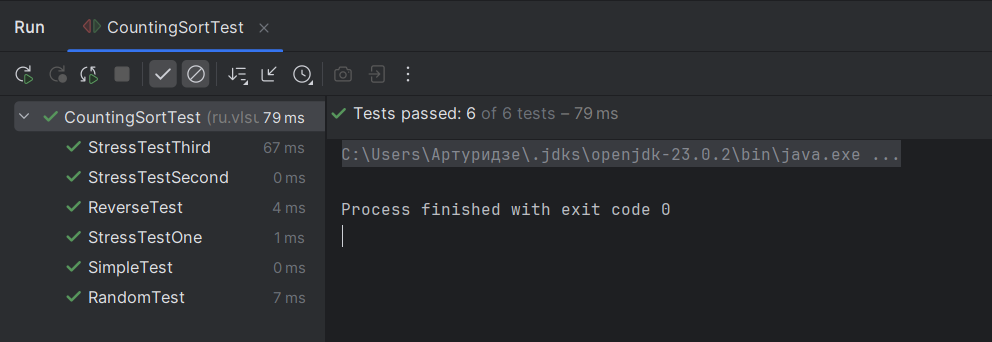 Run CountingSortTest
CountingSortTest (ru.vlsu 79 ms
StressTestThird 67 ms
StressTestSecond 0 ms
ReverseTest 4 ms
StressTestOne 1 ms
SimpleTest 0 ms
RandomTest 7 ms
Tests passed: 6 of 6 tests – 79 ms
C:\Users\Артуридзе\.jdks\openjdk-23.0.2\bin\java.exe ...
Process finished with exit code 0